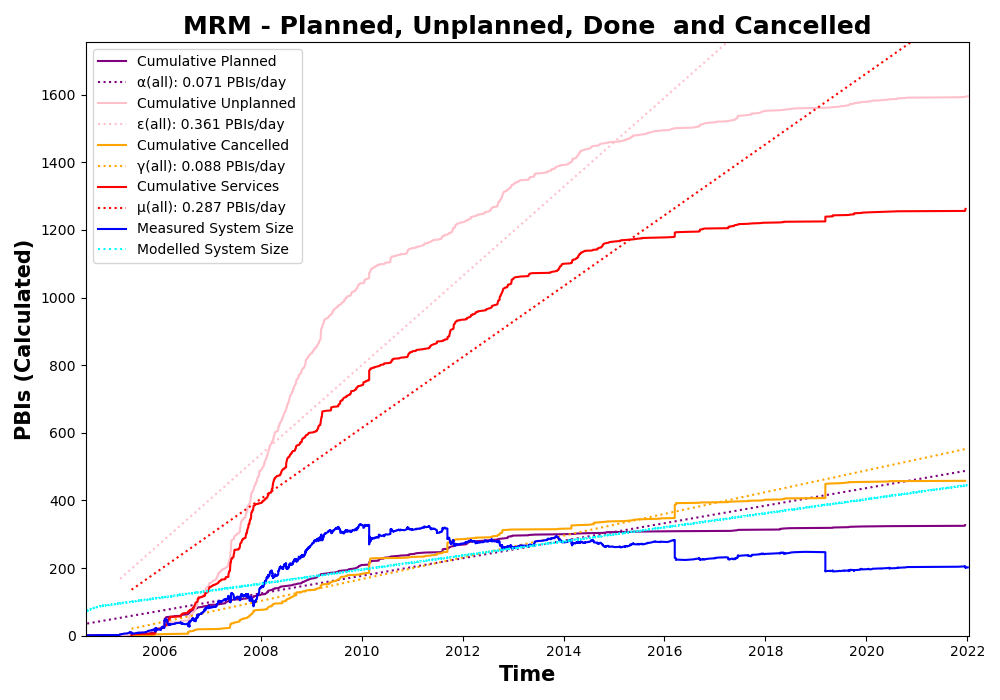 MRM - Planned, Unplanned, Done  and Cancelled
Cumulative Planned
α(all): 0.071 PBIs/day
Cumulative Unplanned
ε(all): 0.361 PBIs/day
Cumulative Cancelled
γ(all): 0.088 PBIs/day
Cumulative Services
μ(all): 0.287 PBIs/day
Measured System Size
Modelled System Size
PBIs (Calculated)
1600
1400
1200
1000
800
600
400
200
0
2006 2008 2010 2012 2014 2016 2018 2020 2022
Time